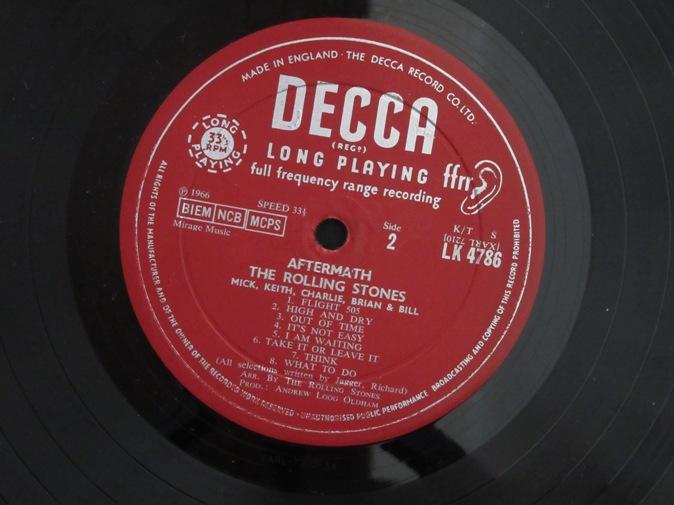 MADE IN ENGLAND · THE DECCA RECORD CO. LTD.
DECCA
(REGD)
LONG PLAYING
ffrr
full frequency range recording
LONG
33⅓
RPM
PLAYING
Ⓟ 1966
SPEED 33⅓
BIEM NCB MCPS
Mirage Music
Side
2
K/T S
[XARL 7210]
LK 4786
AFTERMATH
THE ROLLING STONES
MICK, KEITH, CHARLIE, BRIAN & BILL
1. FLIGHT 505
2. HIGH AND DRY
3. OUT OF TIME
4. IT'S NOT EASY
5. I AM WAITING
6. TAKE IT OR LEAVE IT
7. THINK
8. WHAT TO DO
(All selections written by Jagger, Richard)
ARR. BY THE ROLLING STONES
PROD.: ANDREW LOOG OLDHAM
ALL RIGHTS OF THE MANUFACTURER AND OF THE OWNER OF THE RECORDED WORK RESERVED · UNAUTHORISED PUBLIC PERFORMANCE BROADCASTING AND COPYING OF THIS RECORD PROHIBITED